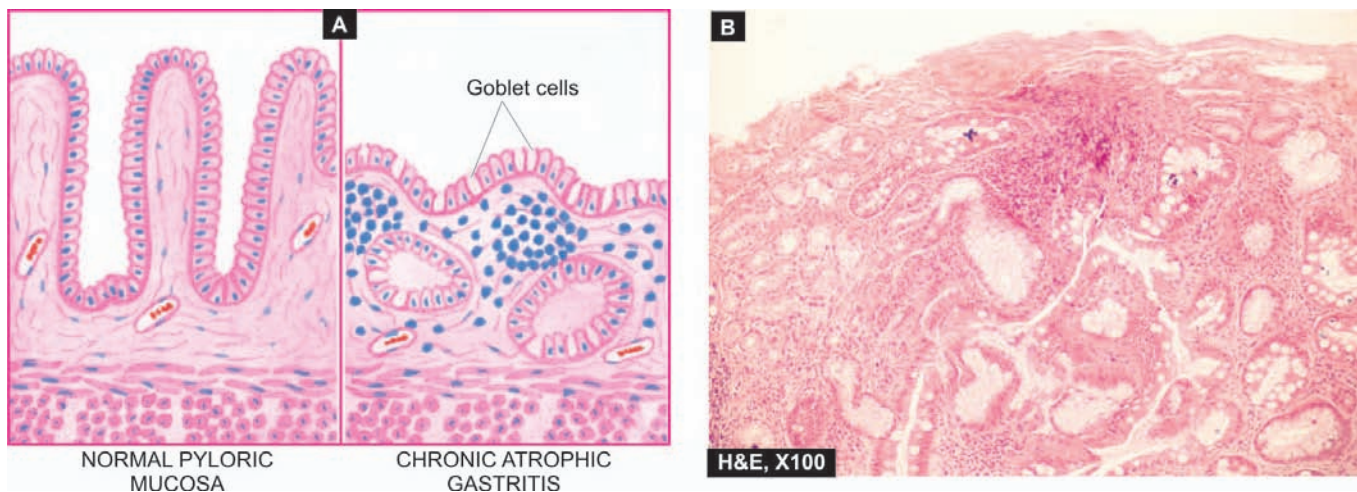 A
Goblet cells
NORMAL PYLORIC
MUCOSA
CHRONIC ATROPHIC
GASTRITIS
B
H&E, X100